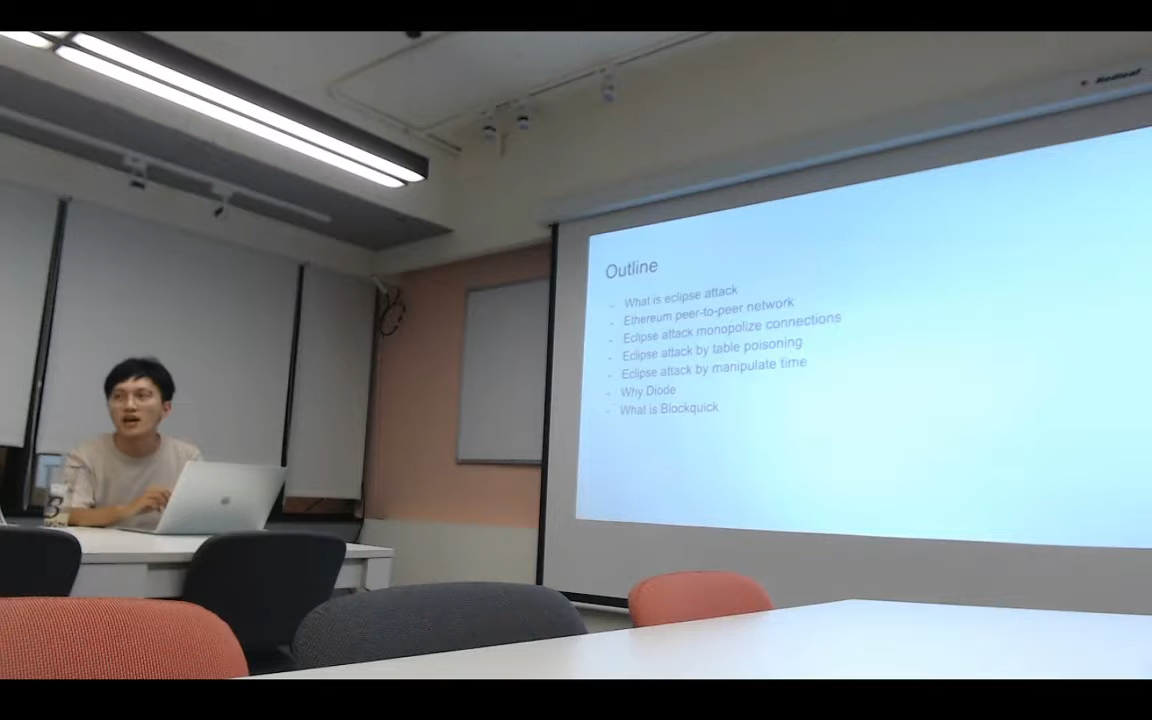 Outline
- What is eclipse attack
- Ethereum peer-to-peer network
- Eclipse attack monopolize connections
- Eclipse attack by table poisoning
- Eclipse attack by manipulate time
- Why Diode
- What is Blockquick